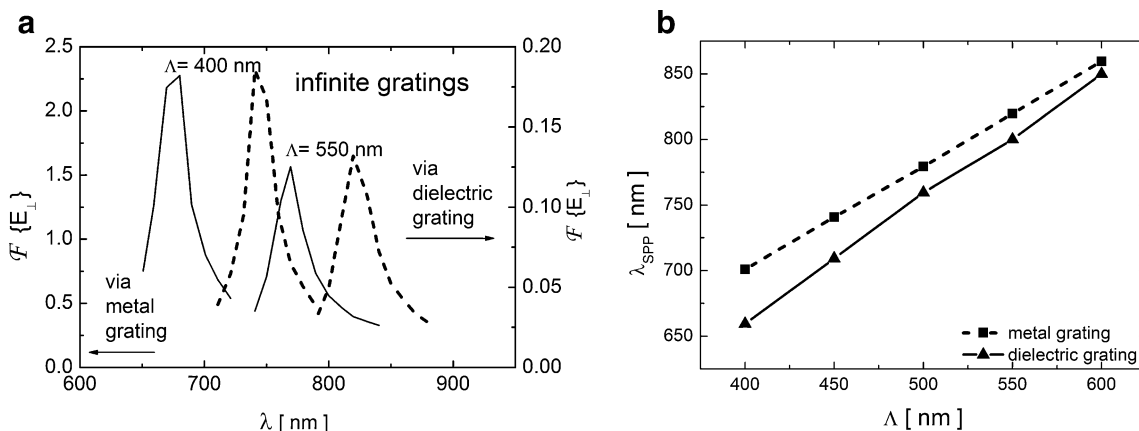 a
2.5
2.0
1.5
1.0
0.5
0.0
ℱ {E⊥}
Λ= 400 nm
infinite gratings
Λ= 550 nm
via
metal
grating
via
dielectric
grating
0.20
0.15
0.10
0.05
0.00
ℱ {E⊥}
600
700
800
900
λ [ nm ]
b
850
800
750
700
650
λSPP [ nm ]
metal grating
dielectric grating
400
450
500
550
600
Λ [ nm ]